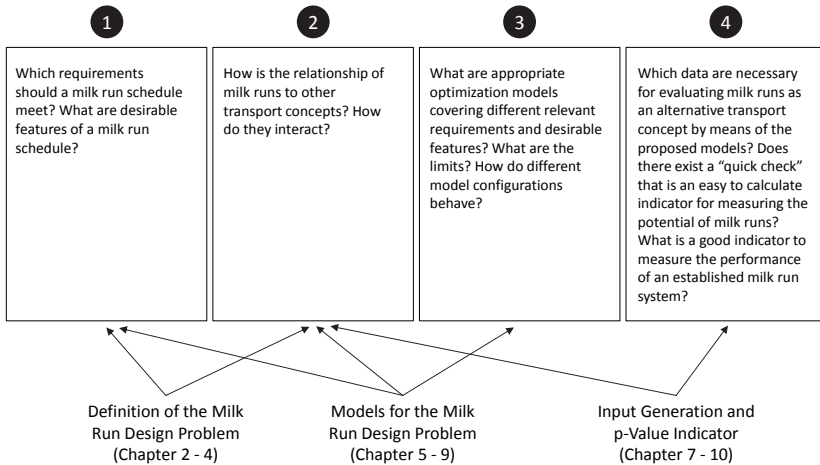 1
2
3
4
Which requirements
should a milk run schedule
meet? What are desirable
features of a milk run
schedule?
How is the relationship of
milk runs to other
transport concepts? How
do they interact?
What are appropriate
optimization models
covering different relevant
requirements and desirable
features? What are the
limits? How do different
model configurations
behave?
Which data are necessary
for evaluating milk runs as
an alternative transport
concept by means of the
proposed models? Does
there exist a “quick check”
that is an easy to calculate
indicator for measuring the
potential of milk runs?
What is a good indicator to
measure the performance
of an established milk run
system?
Definition of the Milk
Run Design Problem
(Chapter 2 - 4)
Models for the Milk
Run Design Problem
(Chapter 5 - 9)
Input Generation and
p-Value Indicator
(Chapter 7 - 10)